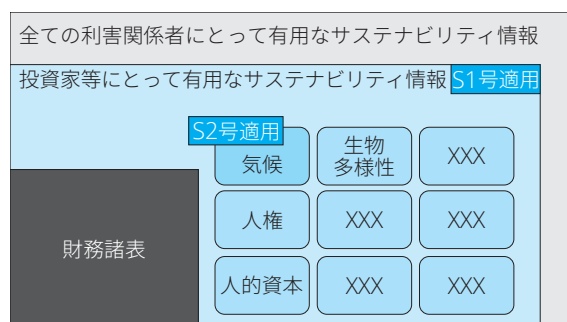 全ての利害関係者にとって有用なサステナビリティ情報
投資家等にとって有用なサステナビリティ情報 S1号適用
S2号適用
気候
生物
多様性
XXX
人権
XXX
XXX
財務諸表
人的資本
XXX
XXX